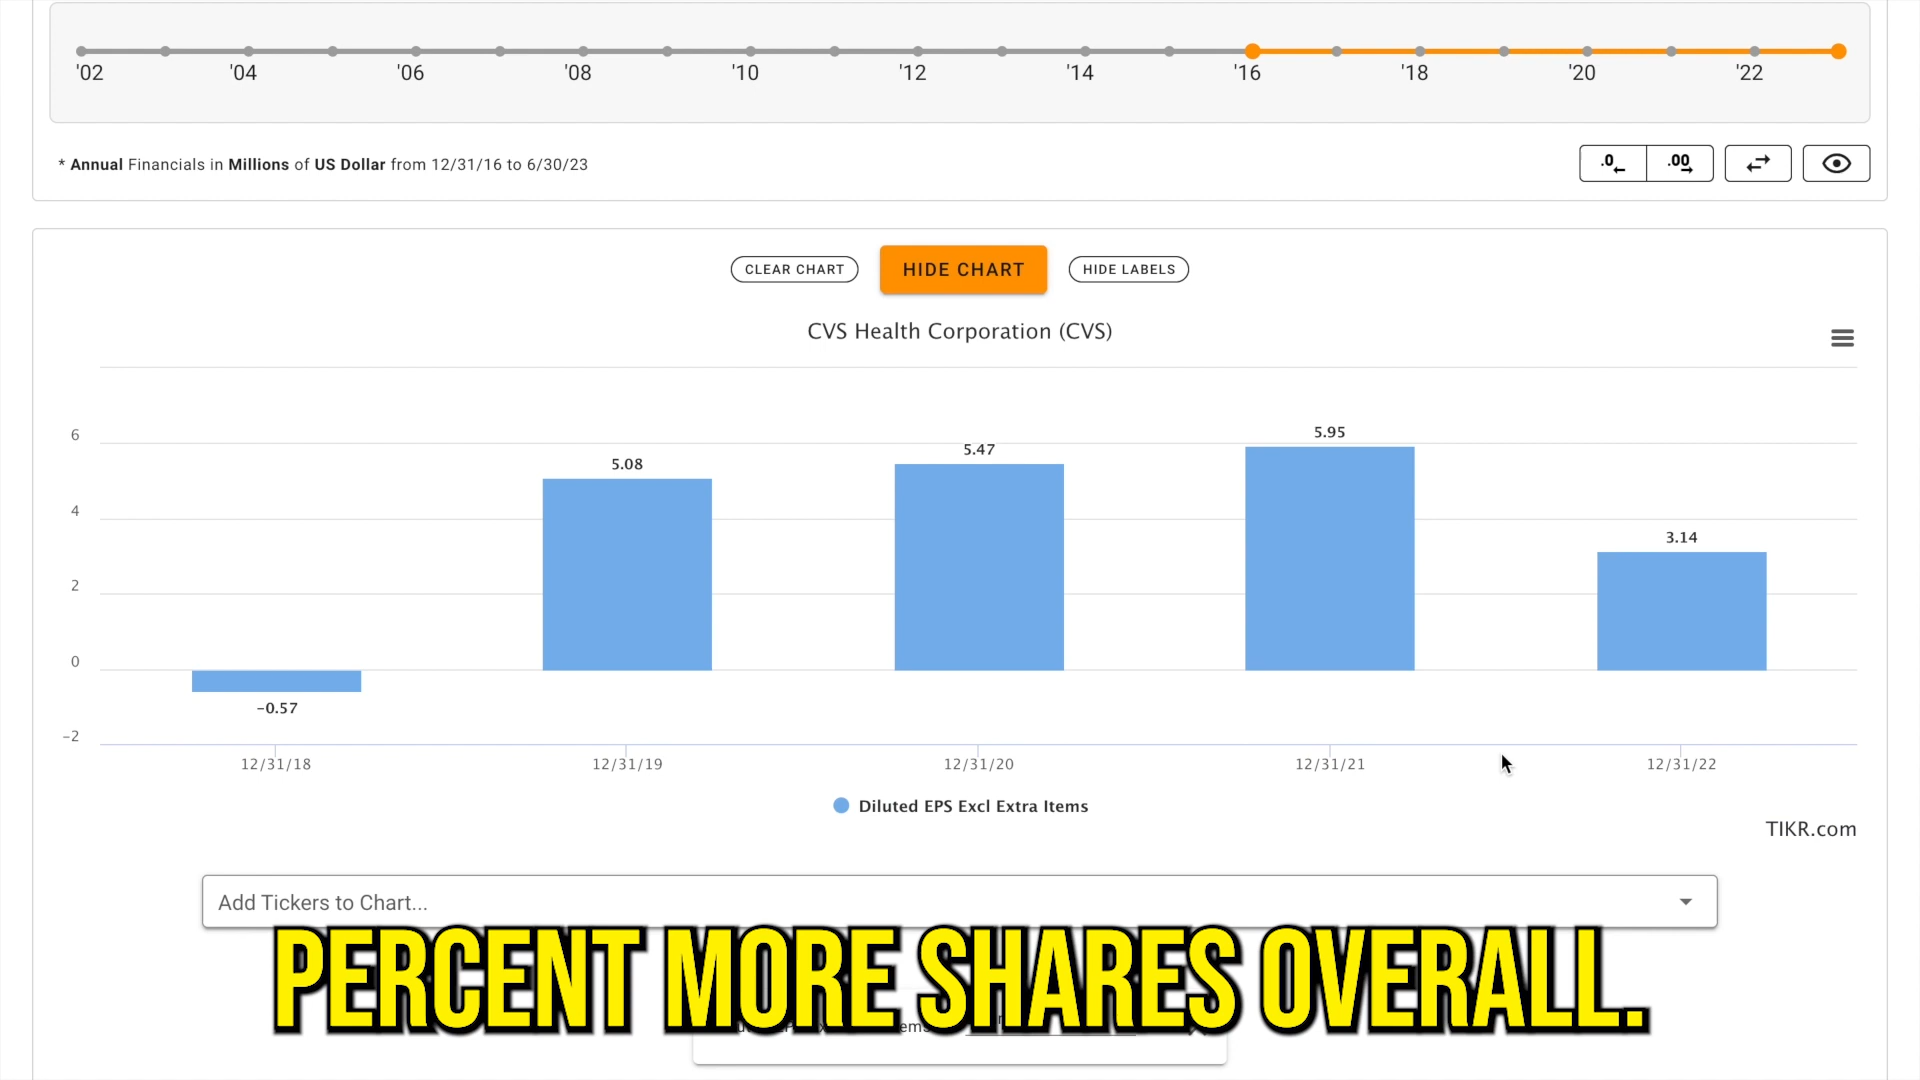 '02 '04 '06 '08 '10 '12 '14 '16 '18 '20 '22
* Annual Financials in Millions of US Dollar from 12/31/16 to 6/30/23
.0 .00
CLEAR CHART HIDE CHART HIDE LABELS
CVS Health Corporation (CVS)
6
4
2
0
-2
-0.57 5.08 5.47 5.95 3.14
12/31/18 12/31/19 12/31/20 12/31/21 12/31/22
Diluted EPS Excl Extra Items
TIKR.com
Add Tickers to Chart...
PERCENT MORE SHARES OVERALL.